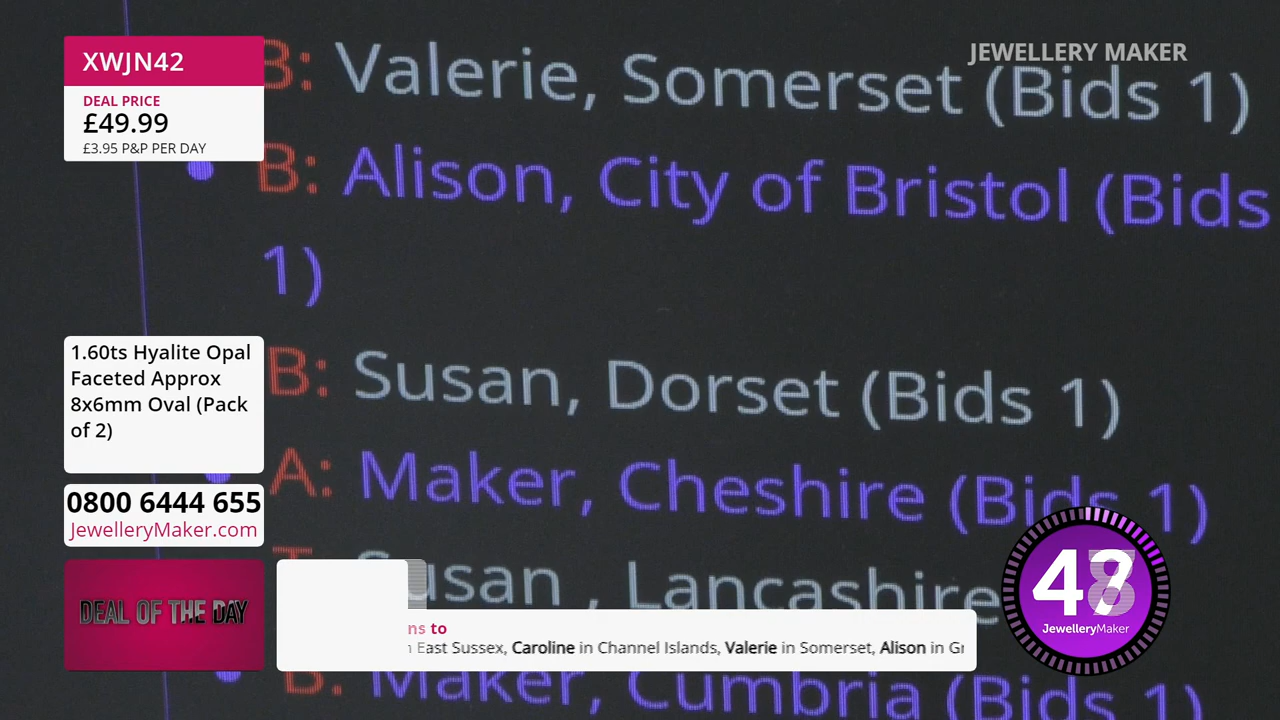 XWJN42
DEAL PRICE
£49.99
£3.95 P&P PER DAY
JEWELLERY MAKER
B: Valerie, Somerset (Bids 1)
B: Alison, City of Bristol (Bids
1)
B: Susan, Dorset (Bids 1)
A: Maker, Cheshire (Bids 1)
Susan , Lancashire
B: Maker, Cumbria (Bids 1)
1.60ts Hyalite Opal
Faceted Approx
8x6mm Oval (Pack
of 2)
0800 6444 655
JewelleryMaker.com
DEAL OF THE DAY
to
East Sussex, Caroline in Channel Islands, Valerie in Somerset, Alison in
JewelleryMaker